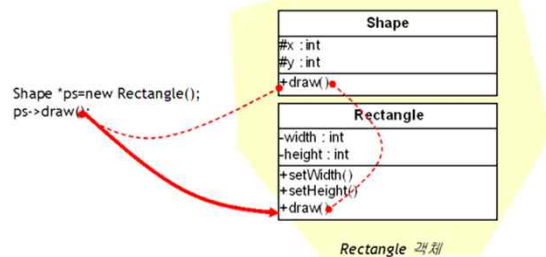 Shape
#x : int
#y : int
+draw()
Shape *ps=new Rectangle();
ps->draw();
Rectangle
-width : int
-height : int
+setWidth()
+setHeight()
+draw()
Rectangle 객체